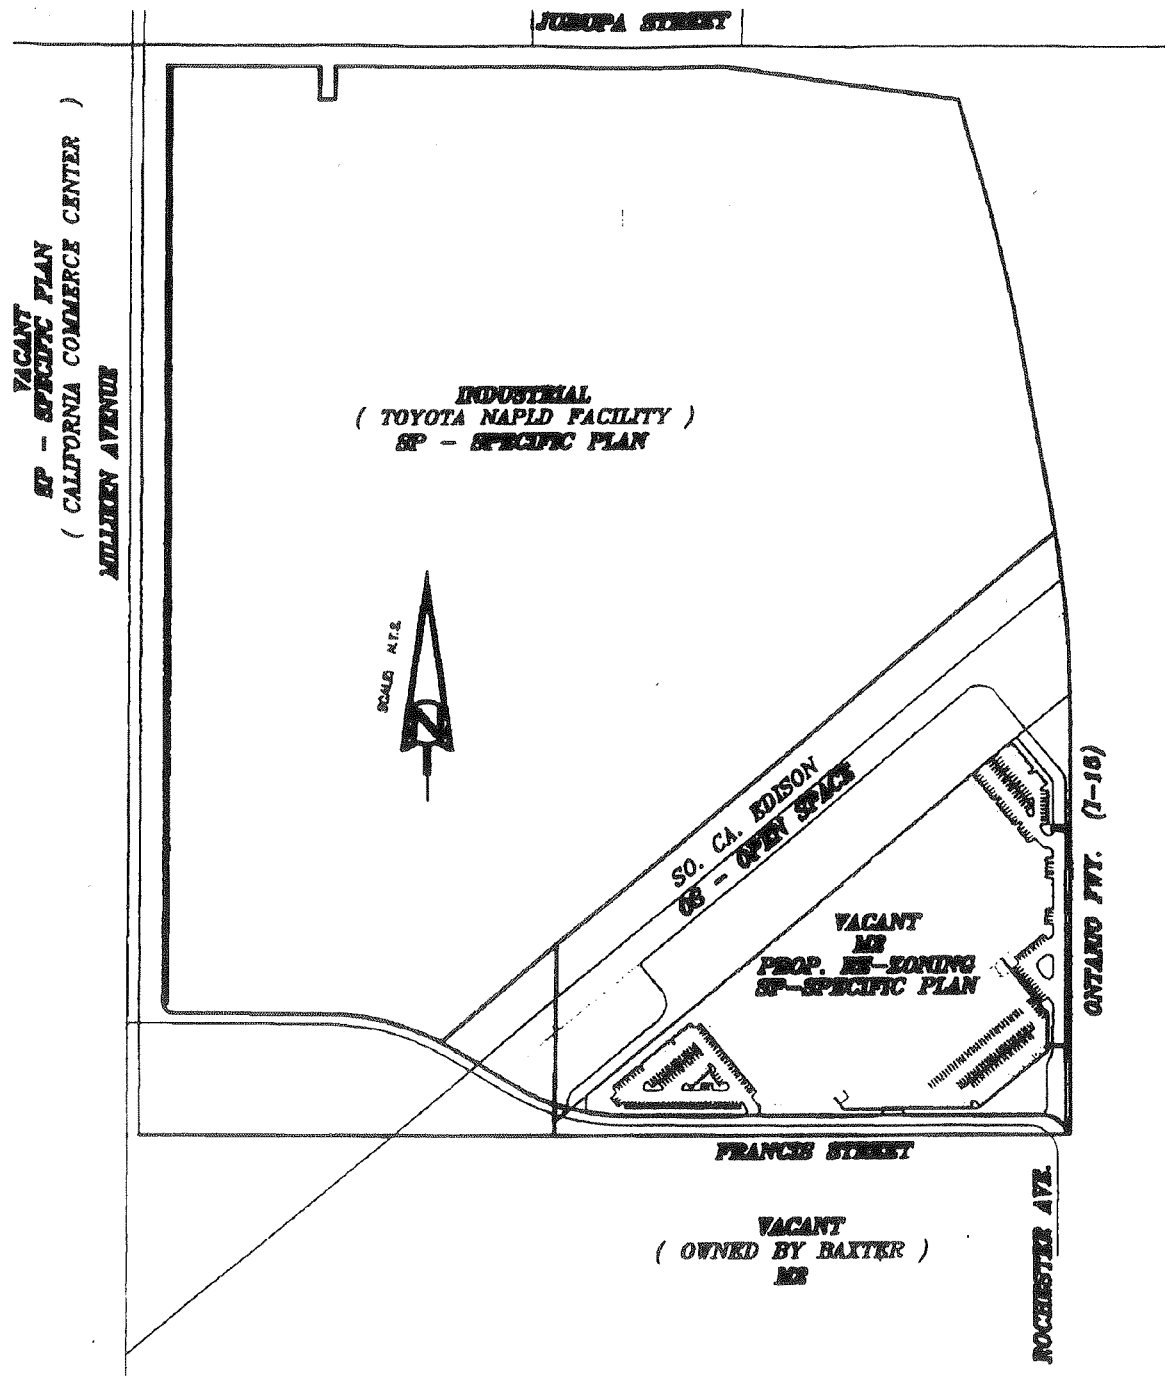 JURUPA STREET
VACANT
SP - SPECIFIC PLAN
( CALIFORNIA COMMERCE CENTER )
MILLIKEN AVENUE
INDUSTRIAL
( TOYOTA NAPLD FACILITY )
SP - SPECIFIC PLAN
SCALE: N.T.S.
N
SO. CA. EDISON
OS - OPEN SPACE
VACANT
M2
PROP. RE-ZONING
SP-SPECIFIC PLAN
ONTARIO FWY. (I-15)
FRANCIS STREET
VACANT
( OWNED BY BAXTER )
M2
ROCHESTER AVE.